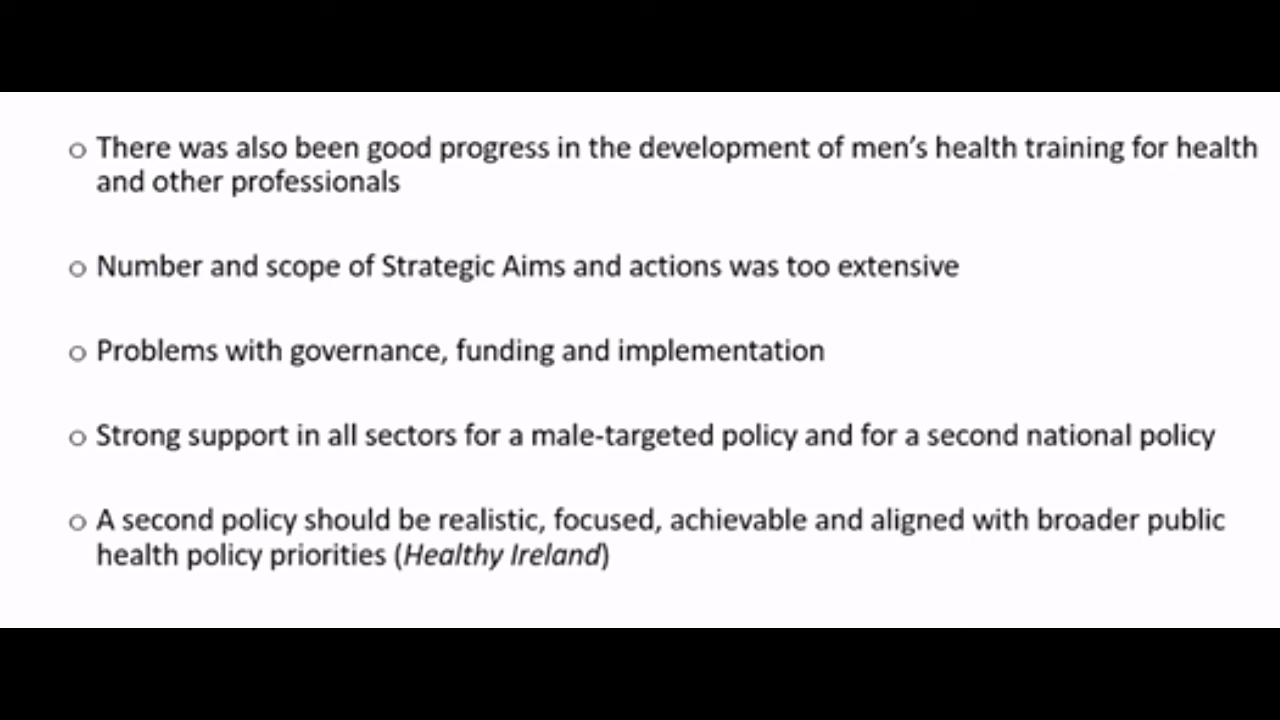 o There was also been good progress in the development of men's health training for health
and other professionals
o Number and scope of Strategic Aims and actions was too extensive
o Problems with governance, funding and implementation
o Strong support in all sectors for a male-targeted policy and for a second national policy
o A second policy should be realistic, focused, achievable and aligned with broader public
health policy priorities (Healthy Ireland)